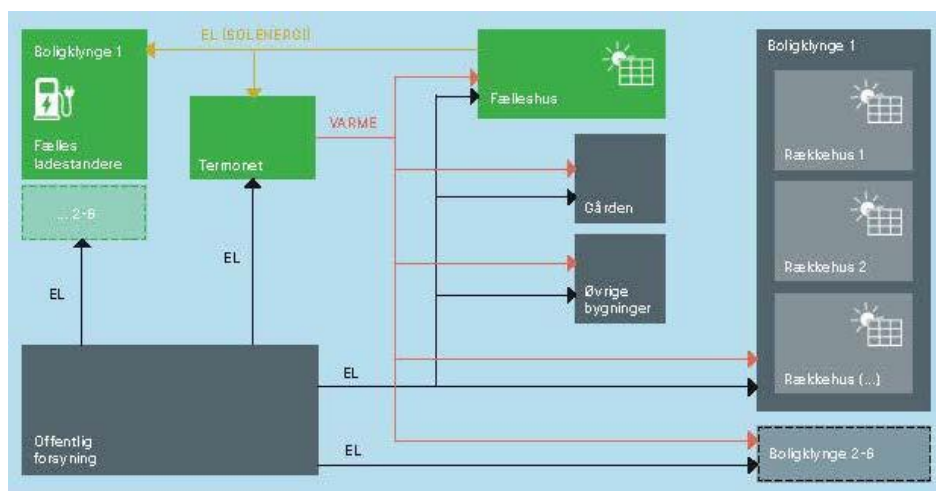 Boligklynge 1
EL (SOLENERGI)
Boligklynge 1
Fælles
ladestandere
Termonet
VARME
Fælleshus
Rækkehus 1
... 2-6
Gården
EL
EL
Rækkehus 2
Øvrige
bygninger
EL
Rækkehus (...)
Offentlig
forsyning
EL
Boligklynge 2-6